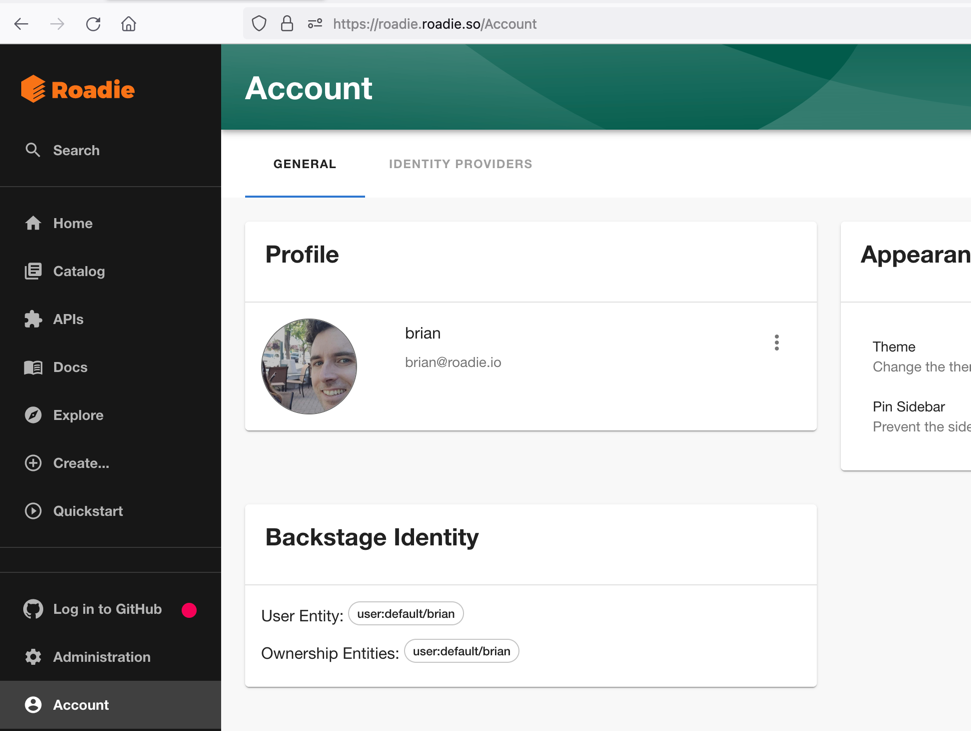 https://roadie.roadie.so/Account
Roadie
Search
Home
Catalog
APIs
Docs
Explore
Create...
Quickstart
Log in to GitHub
Administration
Account
Account
GENERAL
IDENTITY PROVIDERS
Profile
brian
brian@roadie.io
Backstage Identity
User Entity: user:default/brian
Ownership Entities: user:default/brian
Appearan
Theme
Change the the
Pin Sidebar
Prevent the side